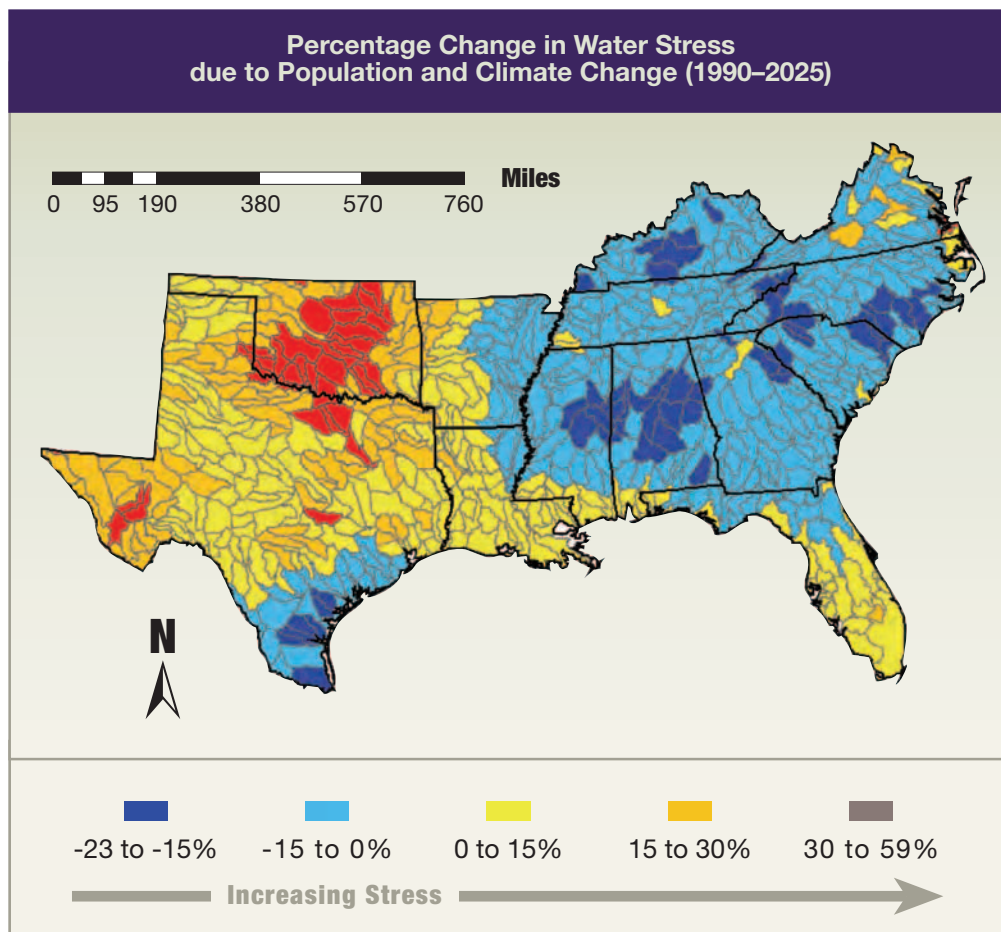 Percentage Change in Water Stress
due to Population and Climate Change (1990–2025)
Miles
0 95 190 380 570 760
N
-23 to -15% -15 to 0% 0 to 15% 15 to 30% 30 to 59%
Increasing Stress